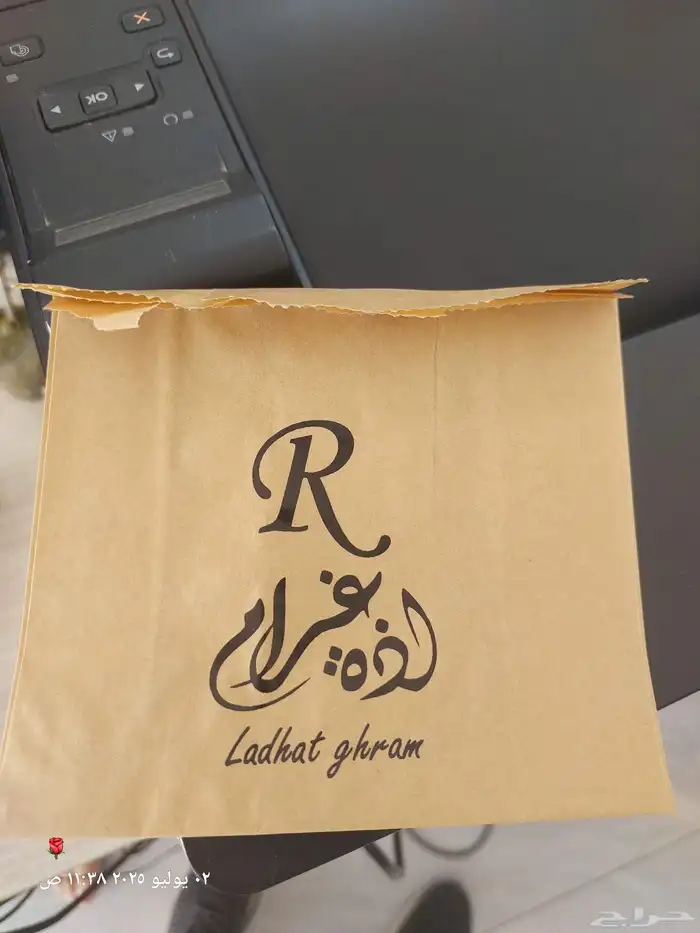 OK
R
لذة غرام
Ladhat ghram
٠٢ يوليو ٢٠٢٥ ١١:٣٨ ص
حراج